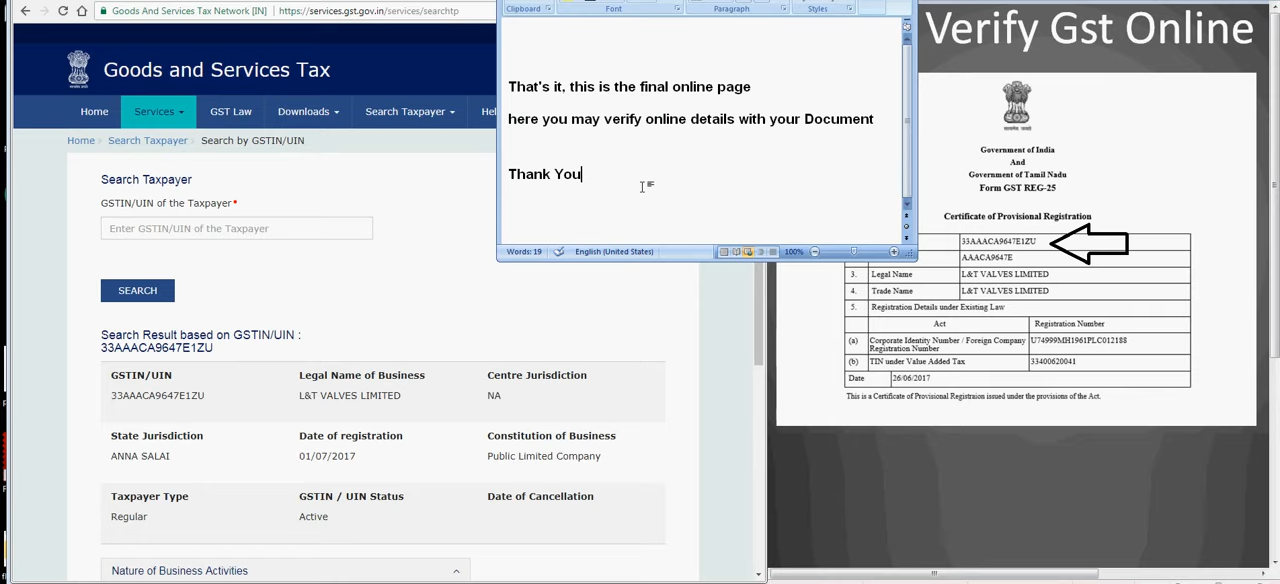 Goods And Services Tax Network [IN]
https://services.gst.gov.in/services/searchtp
Goods and Services Tax
Home
Services
GST Law
Downloads
Search Taxpayer
Home
Search Taxpayer
Search by GSTIN/UIN
Search Taxpayer
GSTIN/UIN of the Taxpayer*
Enter GSTIN/UIN of the Taxpayer
SEARCH
Search Result based on GSTIN/UIN :
33AAACA9647E1ZU
GSTIN/UIN
Legal Name of Business
Centre Jurisdiction
33AAACA9647E1ZU
L&T VALVES LIMITED
NA
State Jurisdiction
Date of registration
Constitution of Business
ANNA SALAI
01/07/2017
Public Limited Company
Taxpayer Type
GSTIN / UIN Status
Date of Cancellation
Regular
Active
Nature of Business Activities
Clipboard
Font
Paragraph
Styles
That's it, this is the final online page
here you may verify online details with your Document
Thank You
Words: 19
English (United States)
100%
Verify Gst Online
Government of India
And
Government of Tamil Nadu
Form GST REG-25
Certificate of Provisional Registration
33AAACA9647E1ZU
AAACA9647E
3. Legal Name L&T VALVES LIMITED
4. Trade Name L&T VALVES LIMITED
5. Registration Details under Existing Law
Act Registration Number
(a) Corporate Identity Number / Foreign Company U74999MH1961PLC012188
Registration Number
(b) TIN under Value Added Tax 33400620041
Date 26/06/2017
This is a Certificate of Provisional Registraion issued under the provisions of the Act.